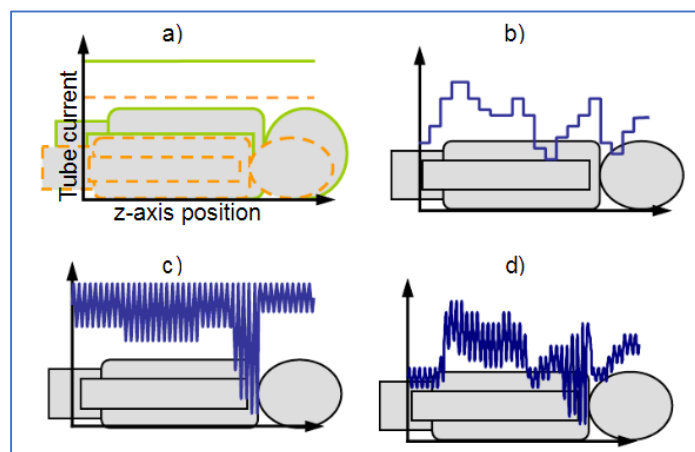 a)
b)
Tube current
z-axis position
c)
d)